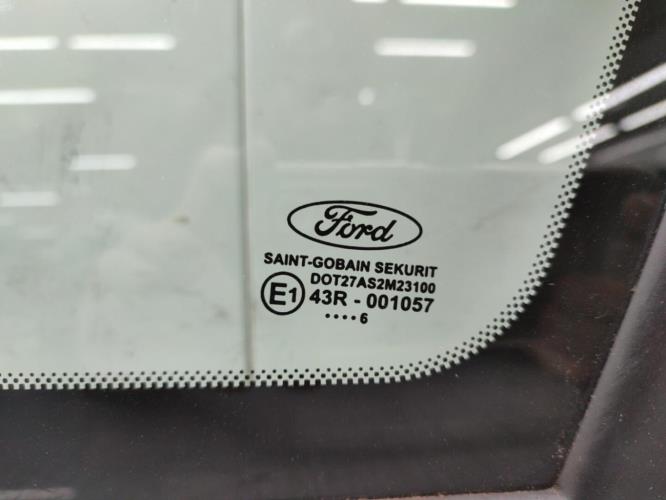 Ford
SAINT-GOBAIN SEKURIT
DOT27AS2M23100
E1 43R - 001057
····6